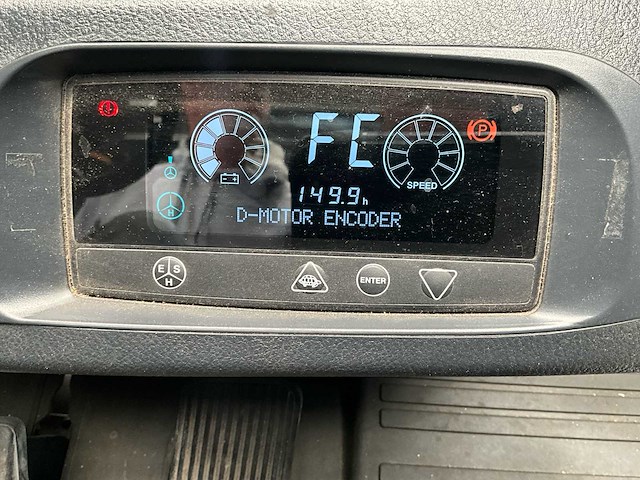 FC
P
SPEED
149.9h
H
D-MOTOR ENCODER
E S
H
ENTER